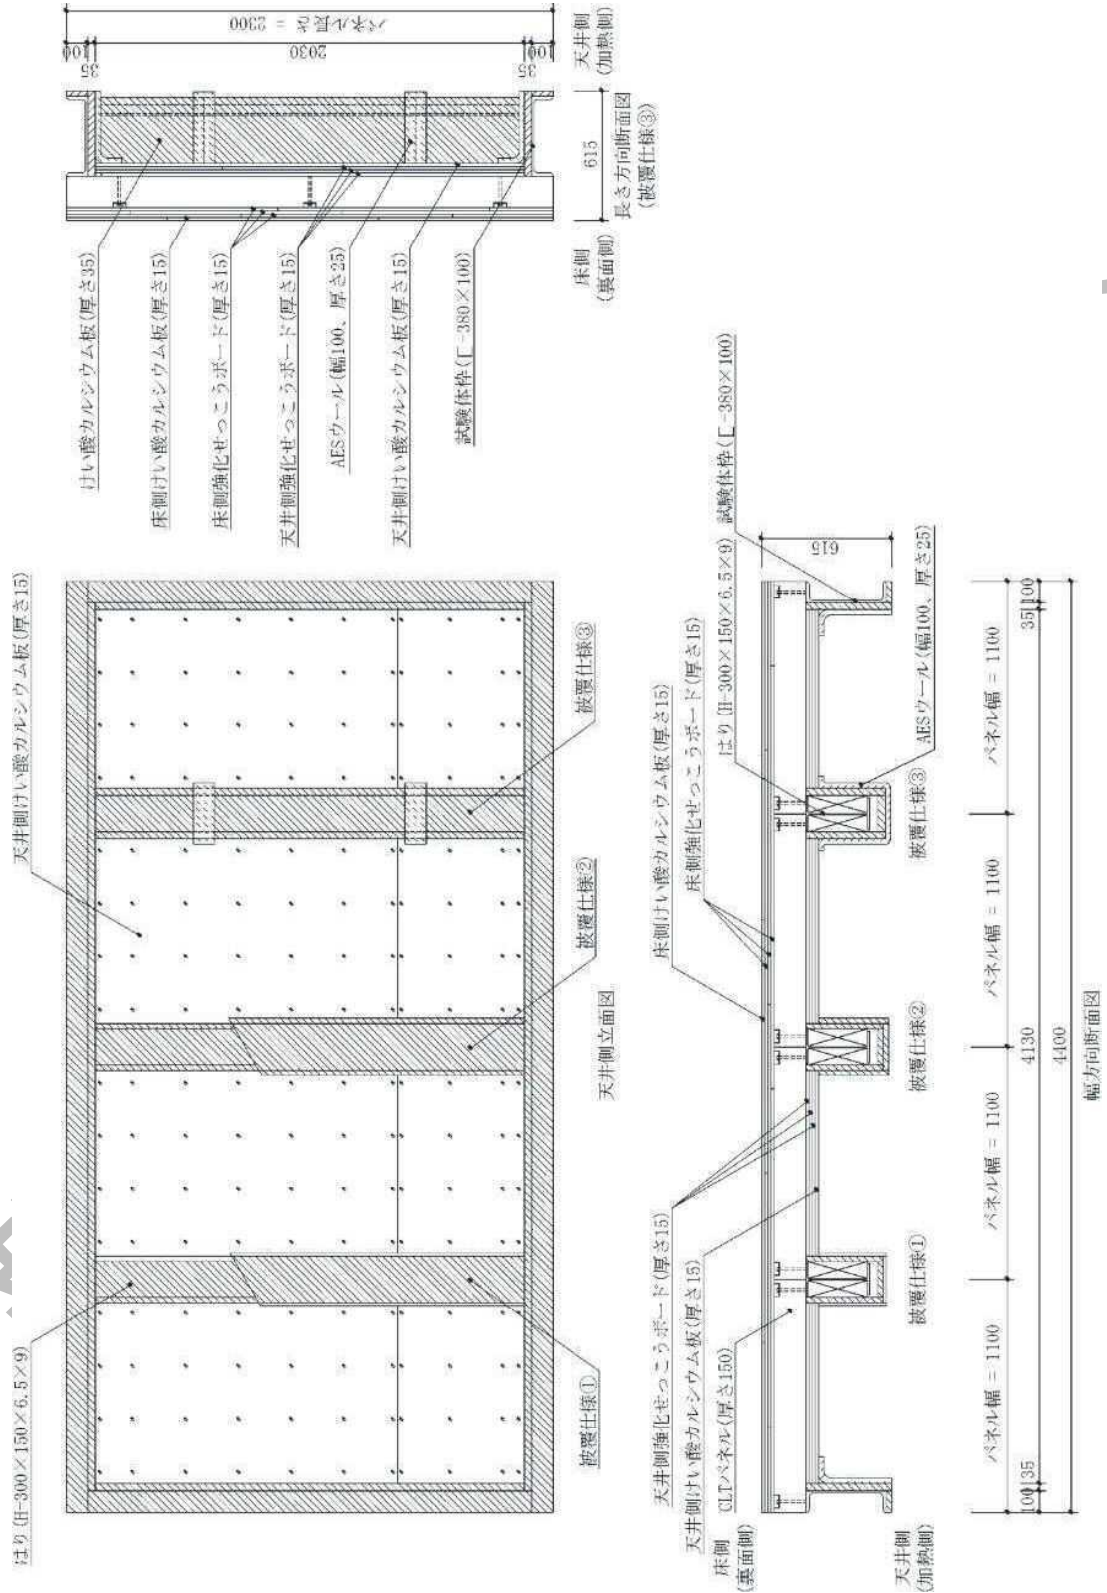 パネル長さ = 2300
100
35
2030
35
100
天井側
(加熱側)
615
長さ方向断面図
(被覆仕様③)
床側
(裏面側)
けい酸カルシウム板(厚さ35)
床側けい酸カルシウム板(厚さ15)
床側強化せっこうボード(厚さ15)
天井側強化せっこうボード(厚さ15)
AESウール(幅100、厚さ25)
天井側けい酸カルシウム板(厚さ15)
試験体枠(匚-380×100)
天井側けい酸カルシウム板(厚さ15)
はり(H-300×150×6.5×9)
被覆仕様①
被覆仕様②
被覆仕様③
天井側立面図
試験体枠(匚-380×100)
はり(H-300×150×6.5×9)
615
床側けい酸カルシウム板(厚さ15)
床側強化せっこうボード(厚さ15)
AESウール(幅100、厚さ25)
天井側強化せっこうボード(厚さ15)
天井側けい酸カルシウム板(厚さ15)
CLTパネル(厚さ150)
床側
(裏面側)
天井側
(加熱側)
被覆仕様①
被覆仕様②
被覆仕様③
パネル幅 = 1100
パネル幅 = 1100
パネル幅 = 1100
パネル幅 = 1100
100
35
4130
35
100
4400
幅方向断面図